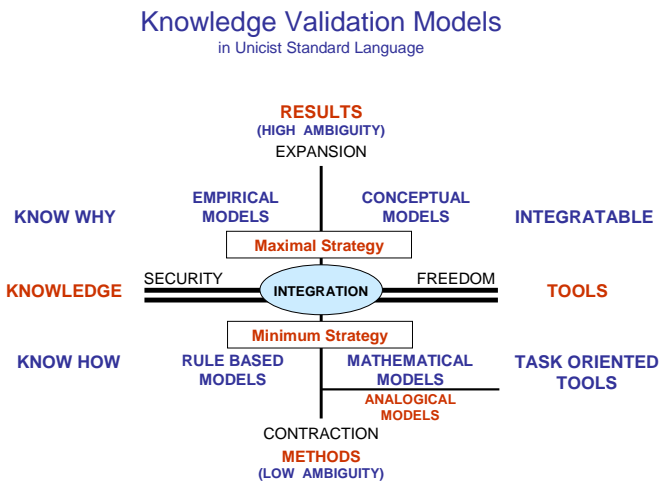 Knowledge Validation Models
in Unicist Standard Language
RESULTS
(HIGH AMBIGUITY)
EXPANSION
KNOW WHY
EMPIRICAL
MODELS
CONCEPTUAL
MODELS
INTEGRATABLE
Maximal Strategy
KNOWLEDGE
SECURITY
INTEGRATION
FREEDOM
TOOLS
Minimum Strategy
KNOW HOW
RULE BASED
MODELS
MATHEMATICAL
MODELS
TASK ORIENTED
TOOLS
ANALOGICAL
MODELS
CONTRACTION
METHODS
(LOW AMBIGUITY)